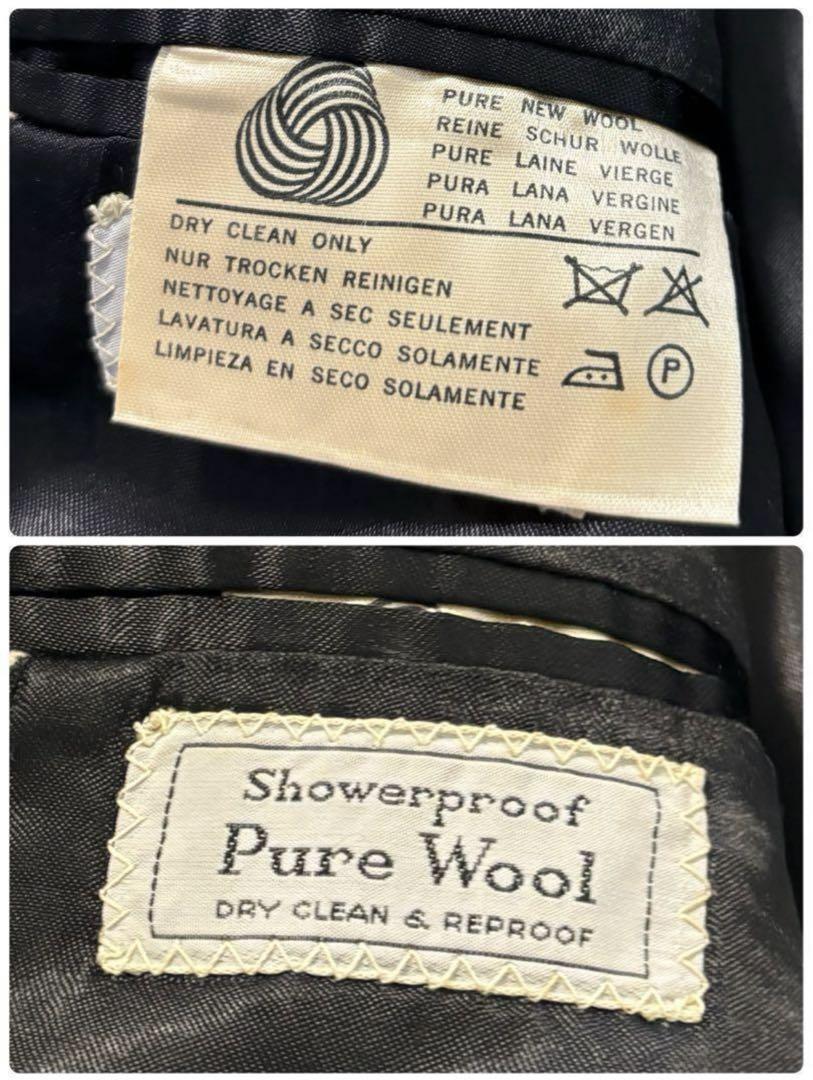 PURE NEW WOOL
REINE SCHUR WOLLE
PURE LAINE VIERGE
PURA LANA VERGINE
PURA LANA VERGEN
DRY CLEAN ONLY
NUR TROCKEN REINIGEN
NETTOYAGE A SEC SEULEMENT
LAVATURA A SECCO SOLAMENTE
LIMPIEZA EN SECO SOLAMENTE
P
Showerproof
Pure Wool
DRY CLEAN & REPROOF